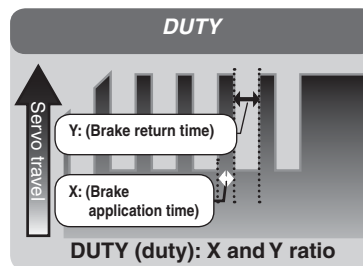 DUTY
Servo travel
Y: (Brake return time)
X: (Brake
application time)
DUTY (duty): X and Y ratio